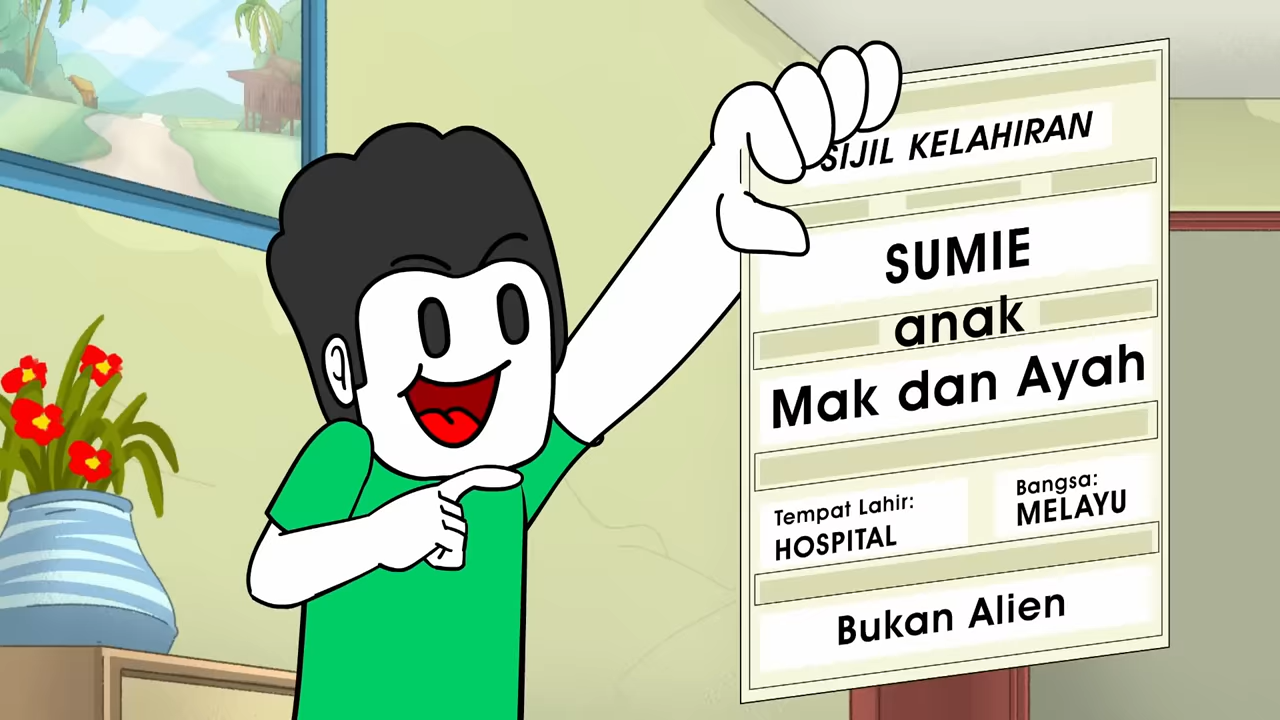 SIJIL KELAHIRAN
SUMIE
anak
Mak dan Ayah
Tempat Lahir:
HOSPITAL
Bangsa:
MELAYU
Bukan Alien